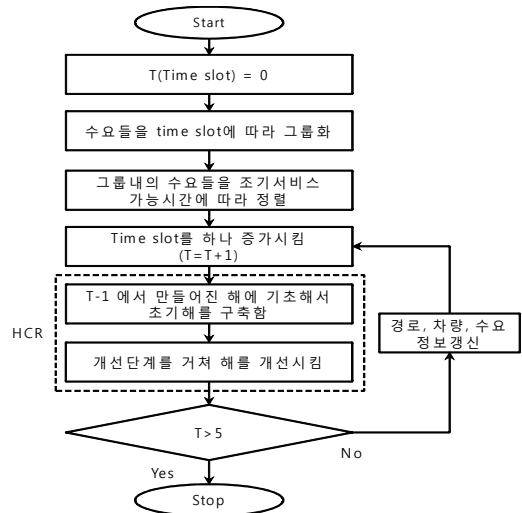 Start
T(Time slot) = 0
수요들을 time slot에 따라 그룹화
그룹내의 수요들을 조기서비스
가능시간에 따라 정렬
Time slot를 하나 증가시킴
(T=T+1)
HCR
T-1 에서 만들어진 해에 기초해서
초기해를 구축함
개선단계를 거쳐 해를 개선시킴
경로, 차량, 수요
정보갱신
T>5
No
Yes
Stop